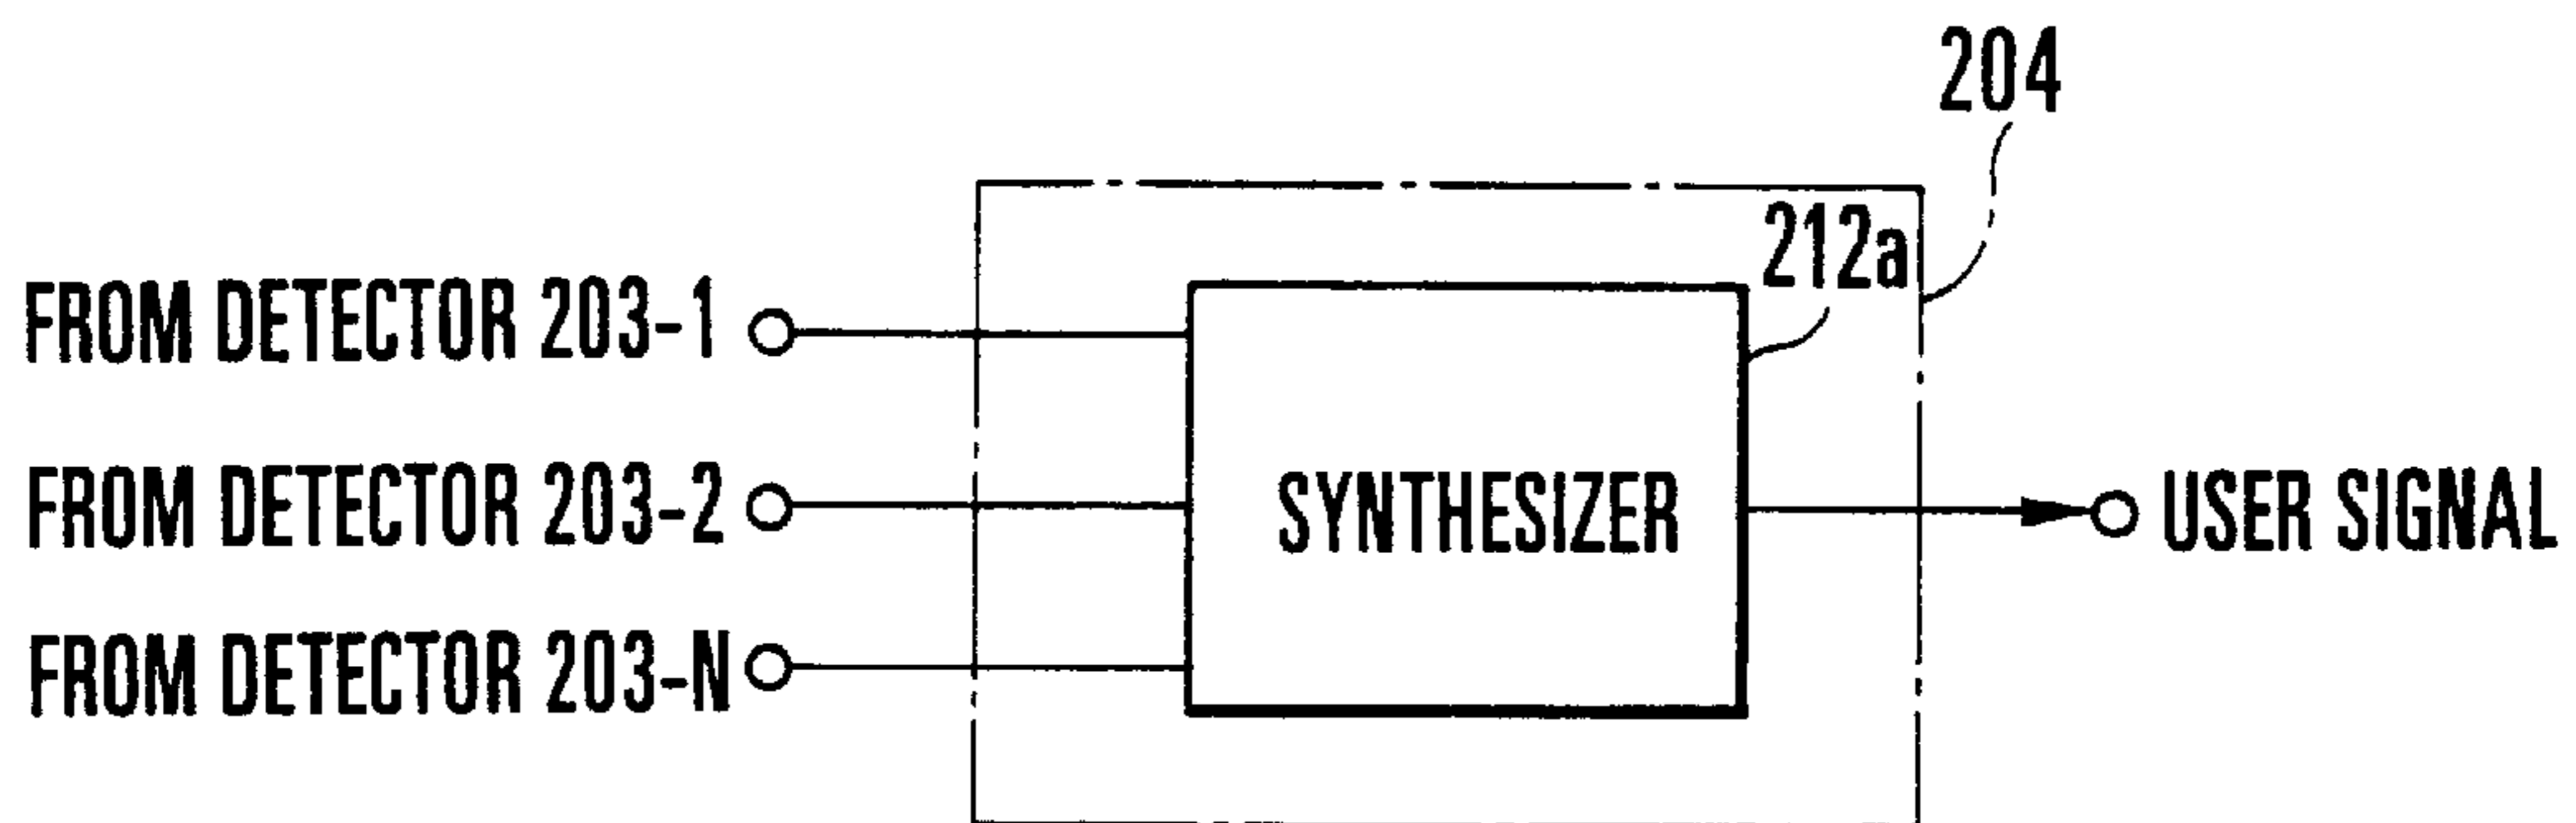 204
212a
FROM DETECTOR 203-1
FROM DETECTOR 203-2
SYNTHESIZER
USER SIGNAL
FROM DETECTOR 203-N